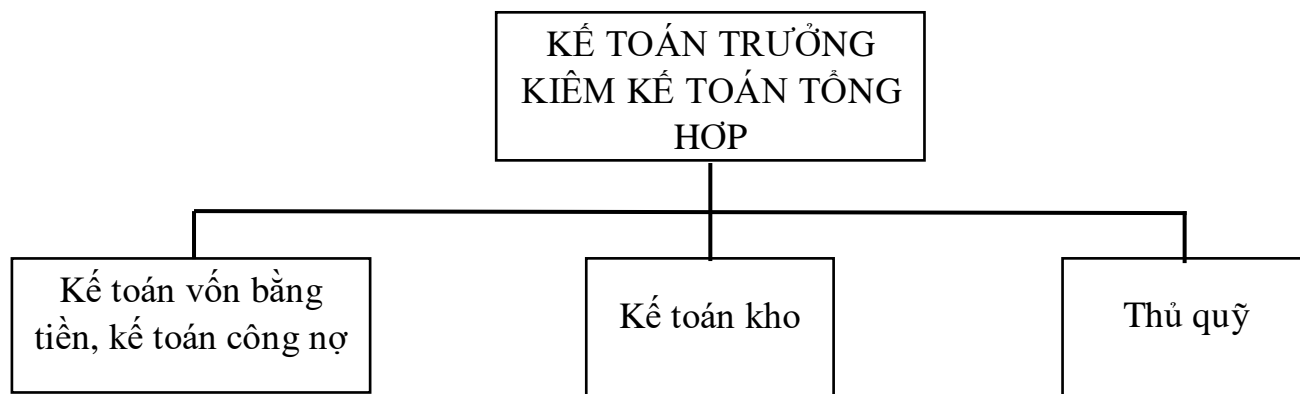 KẾ TOÁN TRƯỞNG
KIÊM KẾ TOÁN TỔNG
HƠP
Kế toán vốn bằng
tiền, kế toán công nợ
Kế toán kho
Thủ quỹ